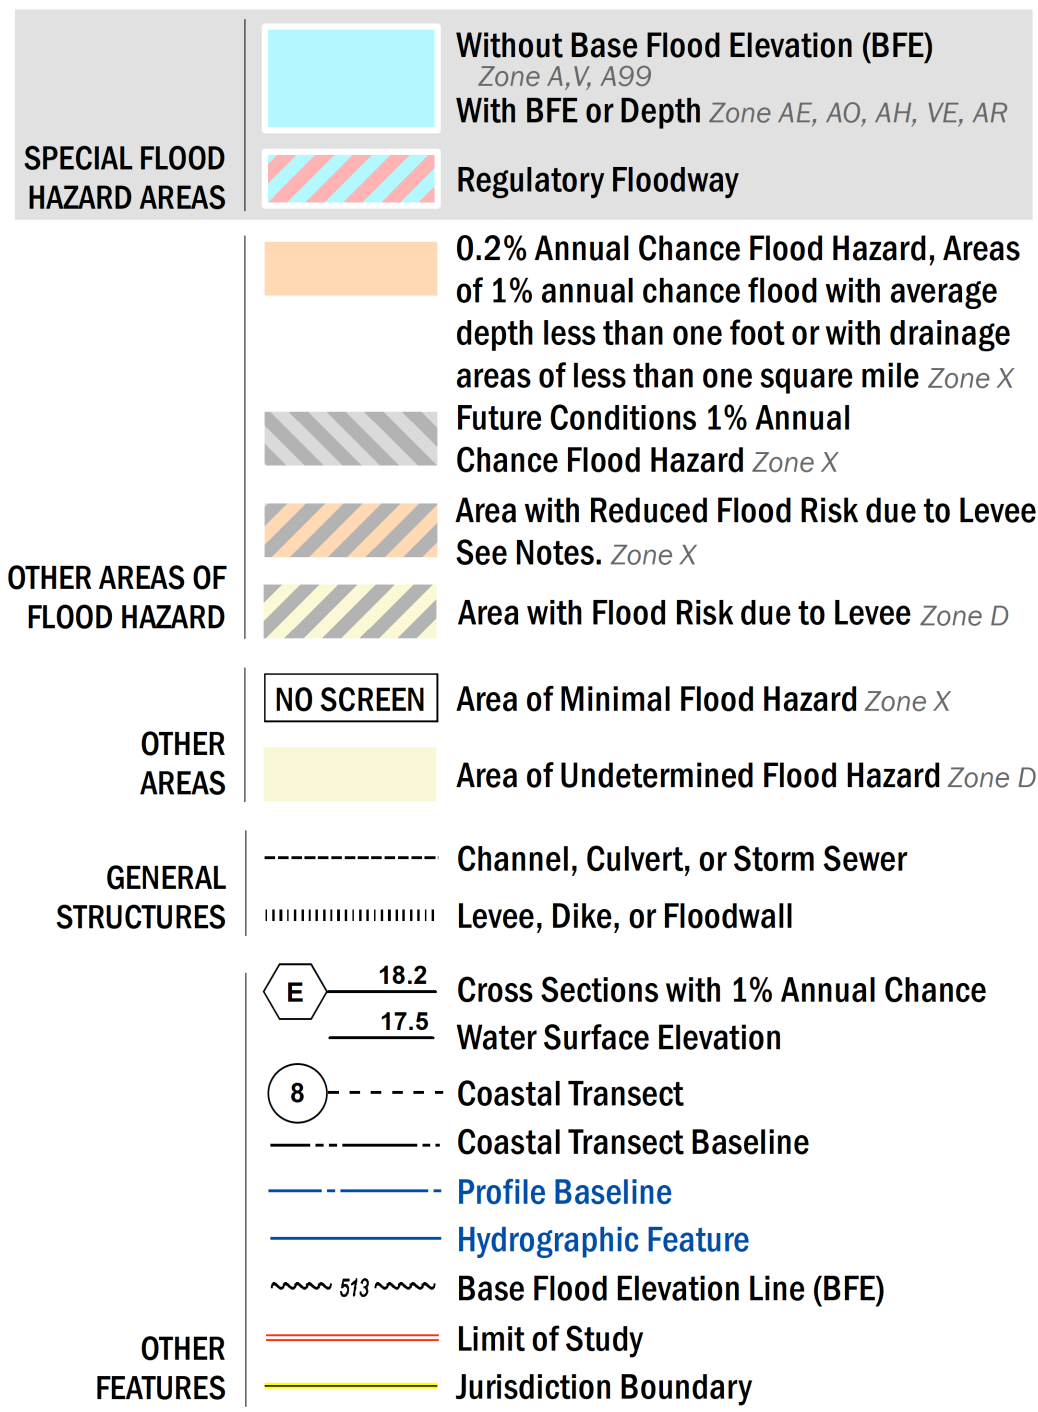 SPECIAL FLOOD
HAZARD AREAS
Without Base Flood Elevation (BFE)
Zone A,V, A99
With BFE or Depth Zone AE, AO, AH, VE, AR
Regulatory Floodway
OTHER AREAS OF
FLOOD HAZARD
0.2% Annual Chance Flood Hazard, Areas
of 1% annual chance flood with average
depth less than one foot or with drainage
areas of less than one square mile Zone X
Future Conditions 1% Annual
Chance Flood Hazard Zone X
Area with Reduced Flood Risk due to Levee
See Notes. Zone X
Area with Flood Risk due to Levee Zone D
OTHER
AREAS
NO SCREEN Area of Minimal Flood Hazard Zone X
Area of Undetermined Flood Hazard Zone D
GENERAL
STRUCTURES
Channel, Culvert, or Storm Sewer
Levee, Dike, or Floodwall
OTHER
FEATURES
E 18.2 Cross Sections with 1% Annual Chance
17.5 Water Surface Elevation
8 Coastal Transect
Coastal Transect Baseline
Profile Baseline
Hydrographic Feature
513 Base Flood Elevation Line (BFE)
Limit of Study
Jurisdiction Boundary